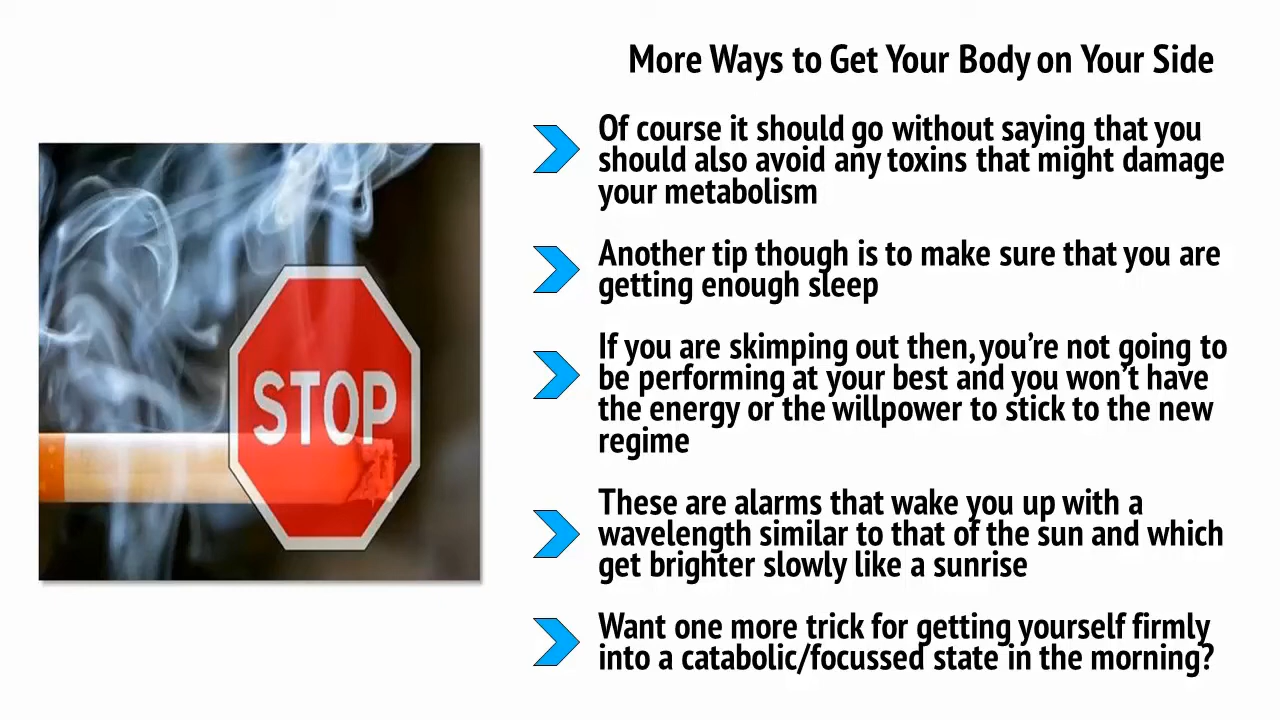 More Ways to Get Your Body on Your Side
Of course it should go without saying that you
should also avoid any toxins that might damage
your metabolism
Another tip though is to make sure that you are
getting enough sleep
If you are skimping out then, you're not going to
be performing at your best and you won't have
the energy or the willpower to stick to the new
regime
These are alarms that wake you up with a
wavelength similar to that of the sun and which
get brighter slowly like a sunrise
Want one more trick for getting yourself firmly
into a catabolic/focussed state in the morning?
STOP